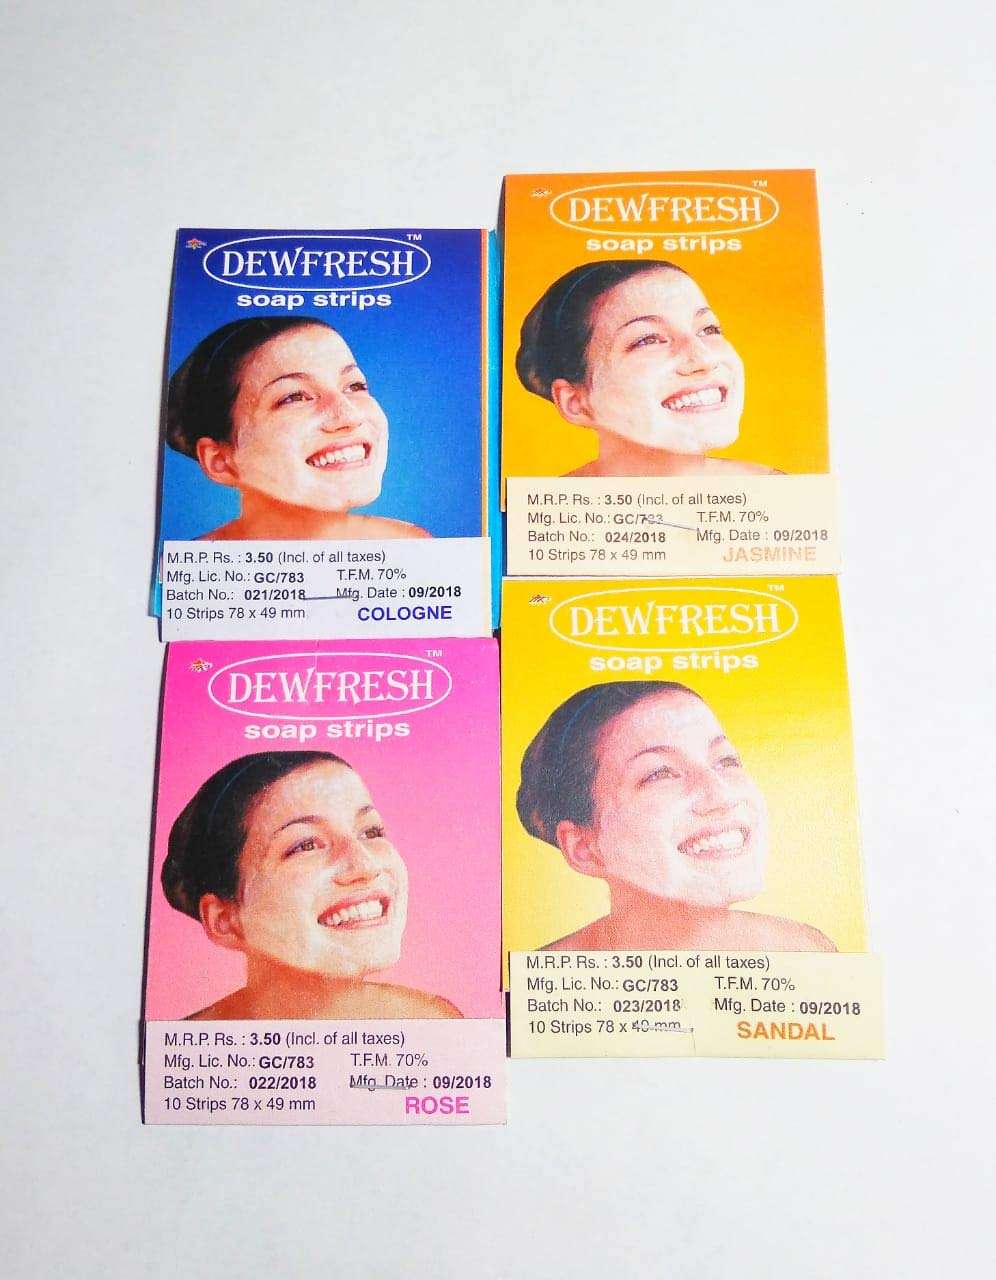 DEWFRESH TM
soap strips
M.R.P. Rs. : 3.50 (Incl. of all taxes)
Mfg. Lic. No.: GC/783 T.F.M. 70%
Batch No.: 021/2018 Mfg. Date : 09/2018
10 Strips 78 x 49 mm COLOGNE
DEWFRESH TM
soap strips
M.R.P. Rs. : 3.50 (Incl. of all taxes)
Mfg. Lic. No.: GC/783 T.F.M. 70%
Batch No.: 024/2018 Mfg. Date : 09/2018
10 Strips 78 x 49 mm JASMINE
DEWFRESH TM
soap strips
M.R.P. Rs. : 3.50 (Incl. of all taxes)
Mfg. Lic. No.: GC/783 T.F.M. 70%
Batch No.: 022/2018 Mfg. Date : 09/2018
10 Strips 78 x 49 mm ROSE
DEWFRESH TM
soap strips
M.R.P. Rs. : 3.50 (Incl. of all taxes)
Mfg. Lic. No.: GC/783 T.F.M. 70%
Batch No.: 023/2018 Mfg. Date : 09/2018
10 Strips 78 x 49 mm SANDAL